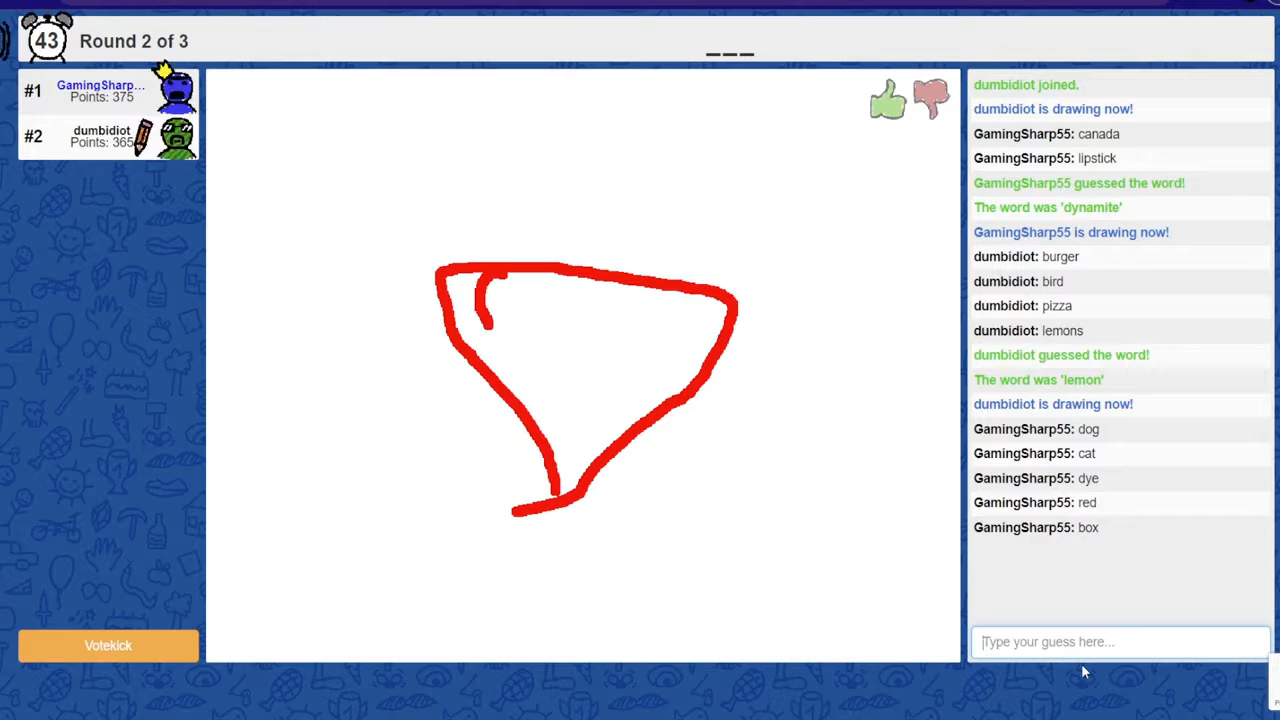 43
Round 2 of 3
___
#1
GamingSharp...
Points: 375
#2
dumbidiot
Points: 365
Votekick
dumbidiot joined.
dumbidiot is drawing now!
GamingSharp55: canada
GamingSharp55: lipstick
GamingSharp55 guessed the word!
The word was 'dynamite'
GamingSharp55 is drawing now!
dumbidiot: burger
dumbidiot: bird
dumbidiot: pizza
dumbidiot: lemons
dumbidiot guessed the word!
The word was 'lemon'
dumbidiot is drawing now!
GamingSharp55: dog
GamingSharp55: cat
GamingSharp55: dye
GamingSharp55: red
GamingSharp55: box
Type your guess here...